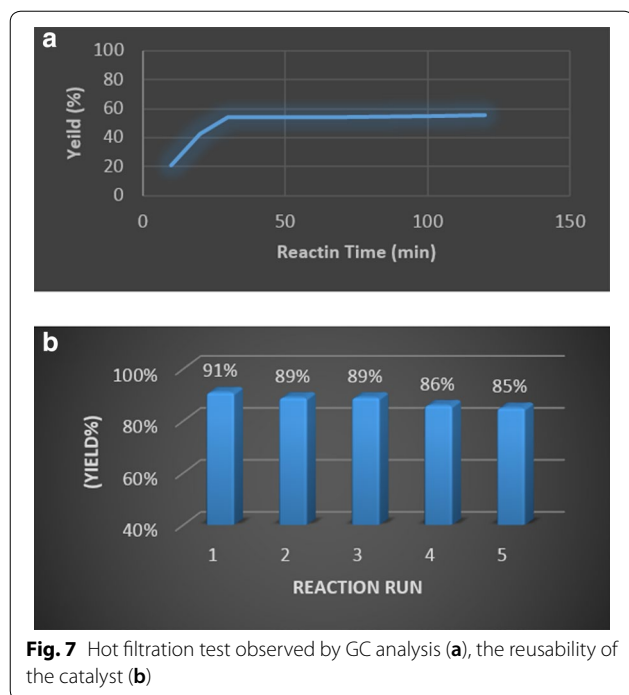 a
100
80
60
40
20
0
Yeild (%)
0 50 100 150
Reactin Time (min)
b
91% 89% 89% 86% 85%
100%
80%
60%
40%
(YIELD%)
1 2 3 4 5
REACTION RUN
Fig. 7 Hot filtration test observed by GC analysis (a), the reusability of
the catalyst (b)